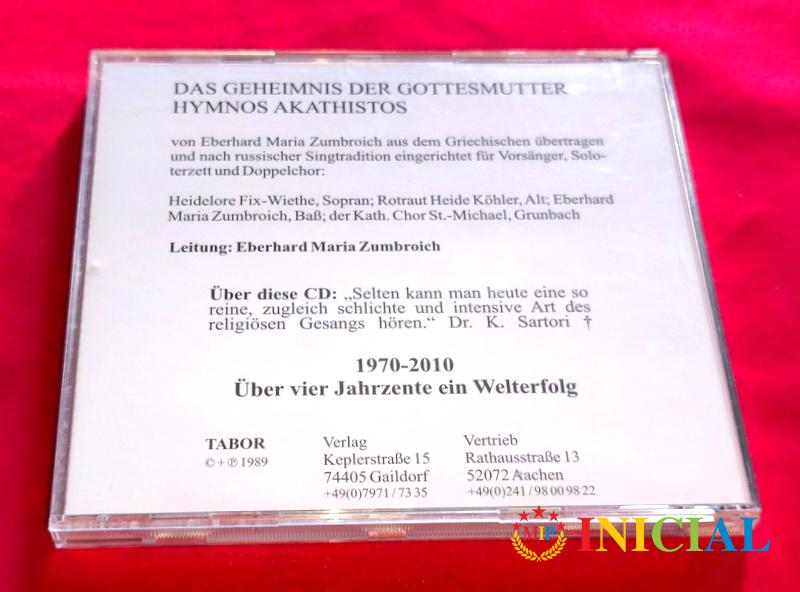 DAS GEHEIMNIS DER GOTTESMUTTER
HYMNOS AKATHISTOS
von Eberhard Maria Zumbroich aus dem Griechischen übertragen
und nach russischer Singtradition eingerichtet für Vorsänger, Solo-
terzett und Doppelchor:
Heidelore Fix-Wiethe, Sopran; Rotraut Heide Köhler, Alt; Eberhard
Maria Zumbroich, Baß; der Kath. Chor St.-Michael, Grunbach
Leitung: Eberhard Maria Zumbroich
Über diese CD: „Selten kann man heute eine so
reine, zugleich schlichte und intensive Art des
religiösen Gesangs hören.“ Dr. K. Sartori †
1970-2010
Über vier Jahrzente ein Welterfolg
TABOR
© + ℗ 1989
Verlag
Keplerstraße 15
74405 Gaildorf
+49(0)7971 / 73 35
Vertrieb
Rathausstraße 13
52072 Aachen
+49(0)241 / 98 00 98 22
VIP INICIAL